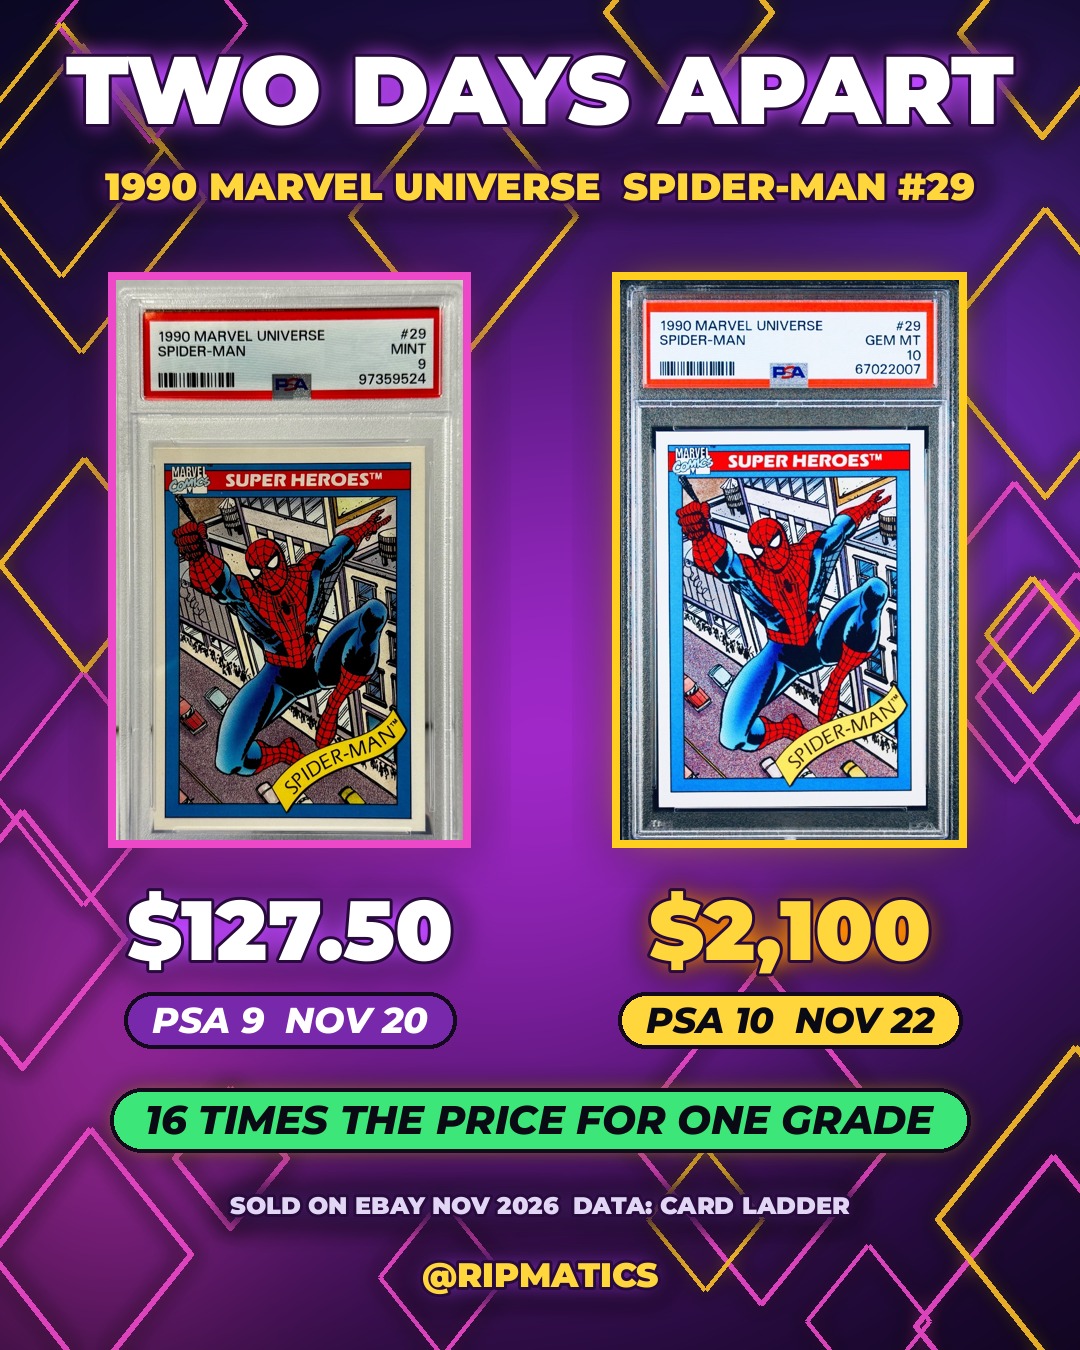 TWO DAYS APART
1990 MARVEL UNIVERSE SPIDER-MAN #29
1990 MARVEL UNIVERSE #29
SPIDER-MAN MINT
9
PSA 97359524
MARVEL COMICS
SUPER HEROES™
SPIDER-MAN™
1990 MARVEL UNIVERSE #29
SPIDER-MAN GEM MT
10
PSA 67022007
MARVEL COMICS
SUPER HEROES™
SPIDER-MAN™
$127.50
PSA 9 NOV 20
$2,100
PSA 10 NOV 22
16 TIMES THE PRICE FOR ONE GRADE
SOLD ON EBAY NOV 2026 DATA: CARD LADDER
@RIPMATICS